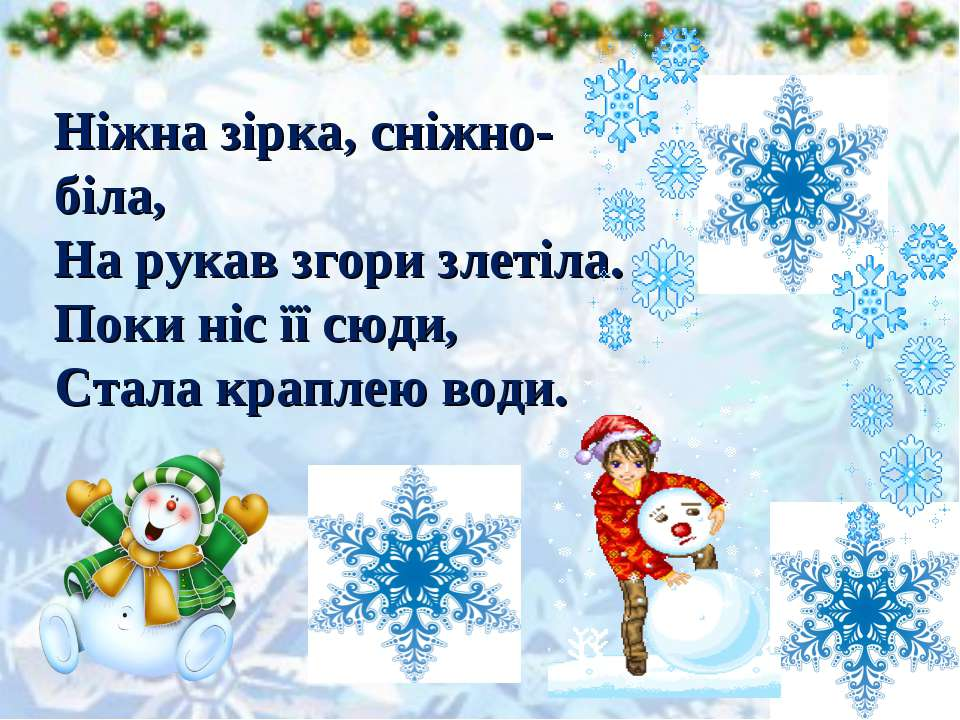 Ніжна зірка, сніжно-
біла,
На рукав згори злетіла.
Поки ніс її сюди,
Стала краплею води.